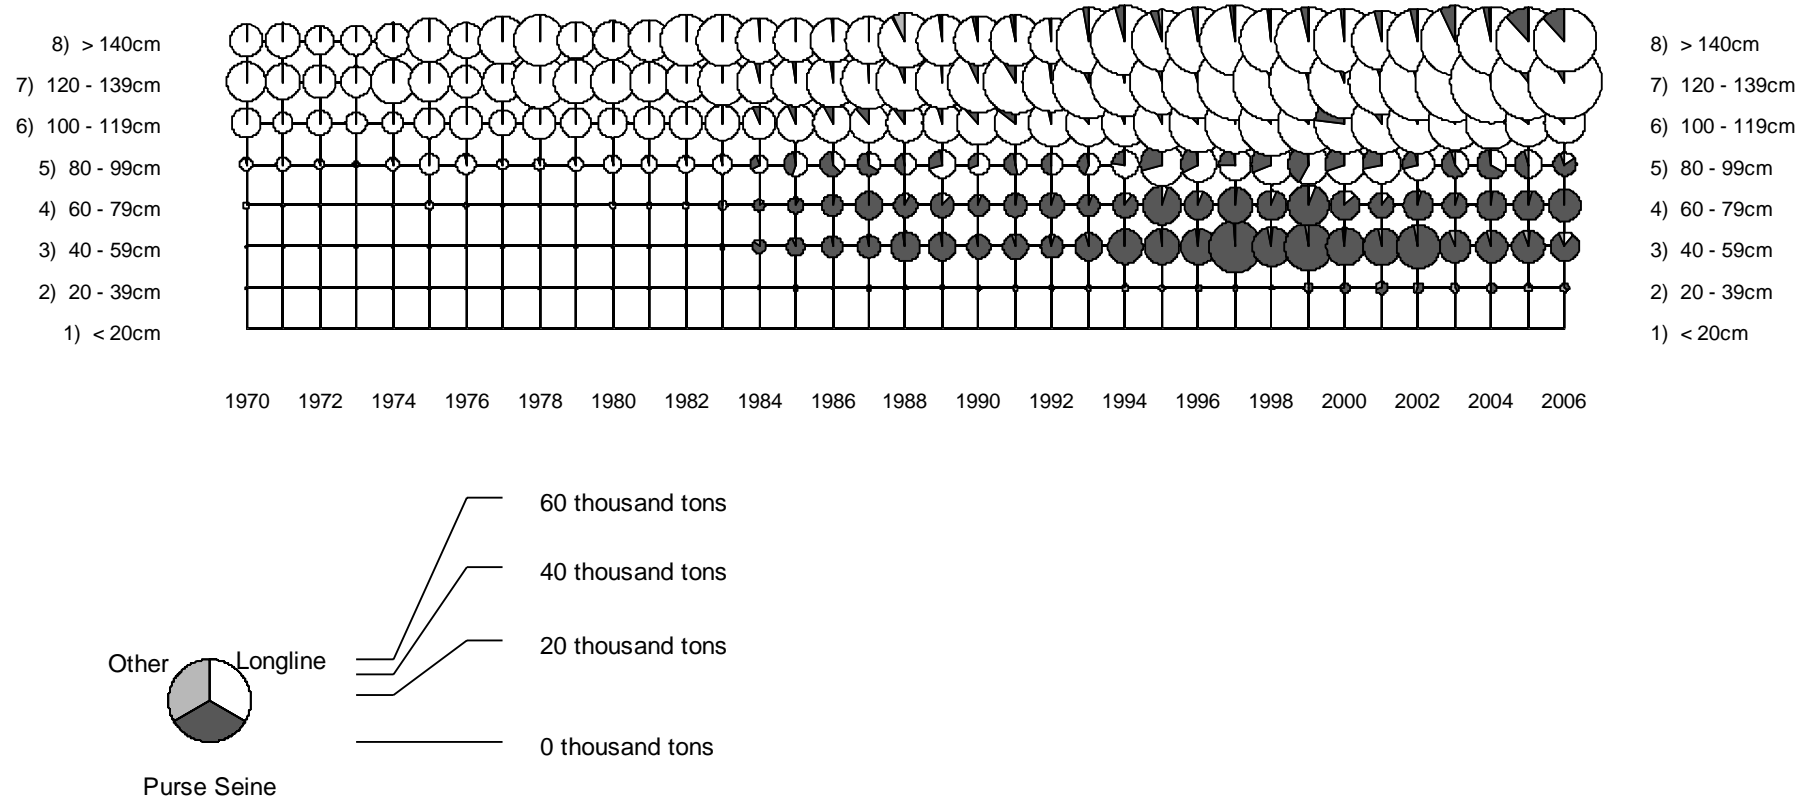 8) > 140cm 8) > 140cm
7) 120 - 139cm 7) 120 - 139cm
6) 100 - 119cm 6) 100 - 119cm
5) 80 - 99cm 5) 80 - 99cm
4) 60 - 79cm 4) 60 - 79cm
3) 40 - 59cm 3) 40 - 59cm
2) 20 - 39cm 2) 20 - 39cm
1) < 20cm 1) < 20cm
1970 1972 1974 1976 1978 1980 1982 1984 1986 1988 1990 1992 1994 1996 1998 2000 2002 2004 2006
60 thousand tons
40 thousand tons
20 thousand tons
Other Longline
0 thousand tons
Purse Seine